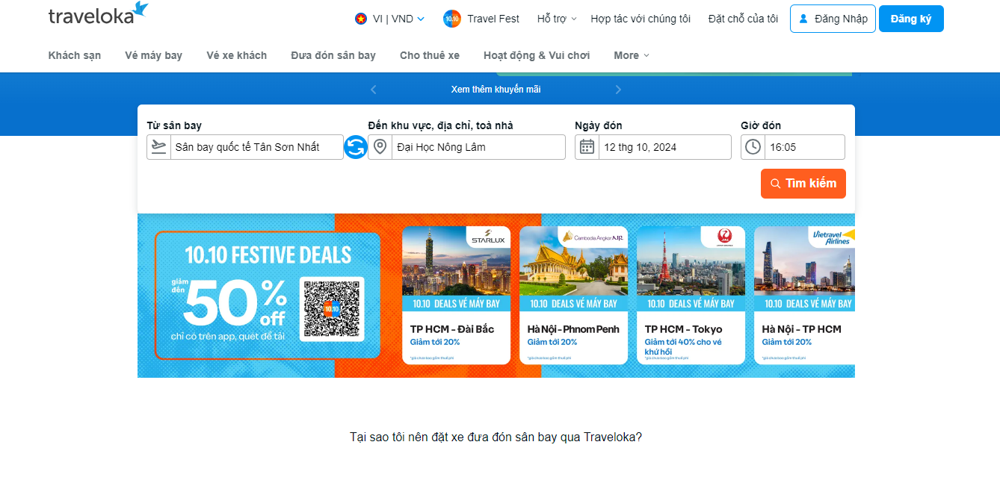 traveloka
VI | VND
10.10
Travel Fest
Hỗ trợ
Hợp tác với chúng tôi
Đặt chỗ của tôi
Đăng Nhập
Đăng ký
Khách sạn
Vé máy bay
Vé xe khách
Đưa đón sân bay
Cho thuê xe
Hoạt động & Vui chơi
More
Xem thêm khuyến mãi
Từ sân bay
Đến khu vực, địa chỉ, toà nhà
Ngày đón
Giờ đón
Sân bay quốc tế Tân Sơn Nhất
Đại Học Nông Lâm
12 thg 10, 2024
16:05
Tìm kiếm
10.10 FESTIVE DEALS
giảm
đến
50%
off
chỉ có trên app, quét để tải
10.10
STARLUX
10.10 DEALS VÉ MÁY BAY
TP HCM - Đài Bắc
Giảm tới 20%
*giá chưa bao gồm thuế phí
Cambodia Angkor AIR
10.10 DEALS VÉ MÁY BAY
Hà Nội - Phnom Penh
Giảm tới 20%
*giá chưa bao gồm thuế phí
JAL
10.10 DEALS VÉ MÁY BAY
TP HCM - Tokyo
Giảm tới 40% cho vé
khứ hồi
*giá chưa bao gồm thuế phí
Vietravel
Airlines
10.10 DEALS VÉ MÁY BAY
Hà Nội - TP HCM
Giảm tới 20%
*giá chưa bao gồm thuế phí
Tại sao tôi nên đặt xe đưa đón sân bay qua Traveloka?